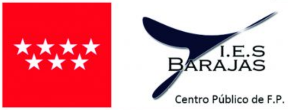 I.E.S
BARAJAS
Centro Público de F.P.